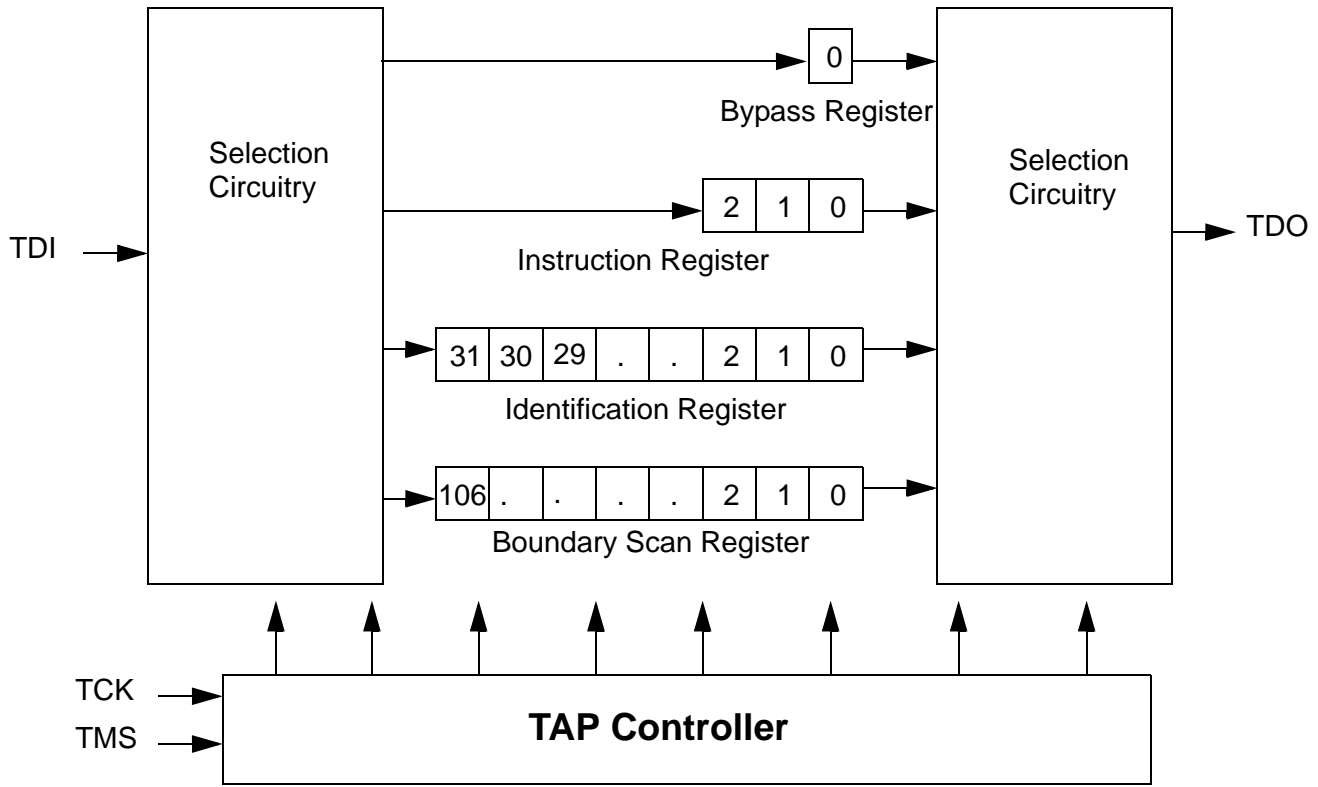 0
Bypass Register
Selection
Circuitry
Selection
Circuitry
2 1 0
TDI
TDO
Instruction Register
31 30 29 . . 2 1 0
Identification Register
106 . . . . 2 1 0
Boundary Scan Register
TCK
TMS
TAP Controller